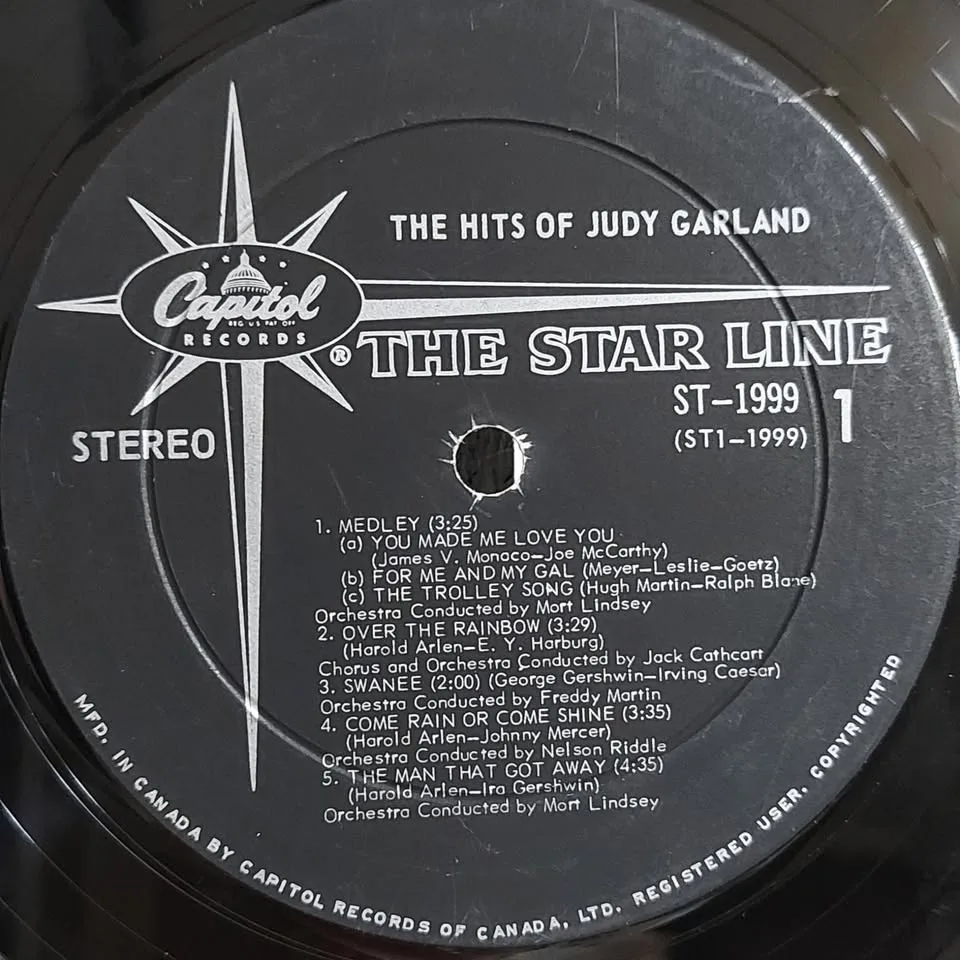 THE HITS OF JUDY GARLAND
Capitol
REG U S PAT OFF
RECORDS
®
THE STAR LINE
ST-1999
(ST1-1999)
1
STEREO
1. MEDLEY (3:25)
(a) YOU MADE ME LOVE YOU
(James V. Monaco-Joe McCarthy)
(b) FOR ME AND MY GAL (Meyer-Leslie-Goetz)
(c) THE TROLLEY SONG (Hugh Martin-Ralph Blane)
Orchestra Conducted by Mort Lindsey
2. OVER THE RAINBOW (3:29)
(Harold Arlen-E. Y. Harburg)
Chorus and Orchestra Conducted by Jack Cathcart
3. SWANEE (2:00) (George Gershwin-Irving Caesar)
Orchestra Conducted by Freddy Martin
4. COME RAIN OR COME SHINE (3:35)
(Harold Arlen-Johnny Mercer)
Orchestra Conducted by Nelson Riddle
5. THE MAN THAT GOT AWAY (4:35)
(Harold Arlen-Ira Gershwin)
Orchestra Conducted by Mort Lindsey
MFD. IN CANADA BY CAPITOL RECORDS OF CANADA, LTD. REGISTERED USER. COPYRIGHTED